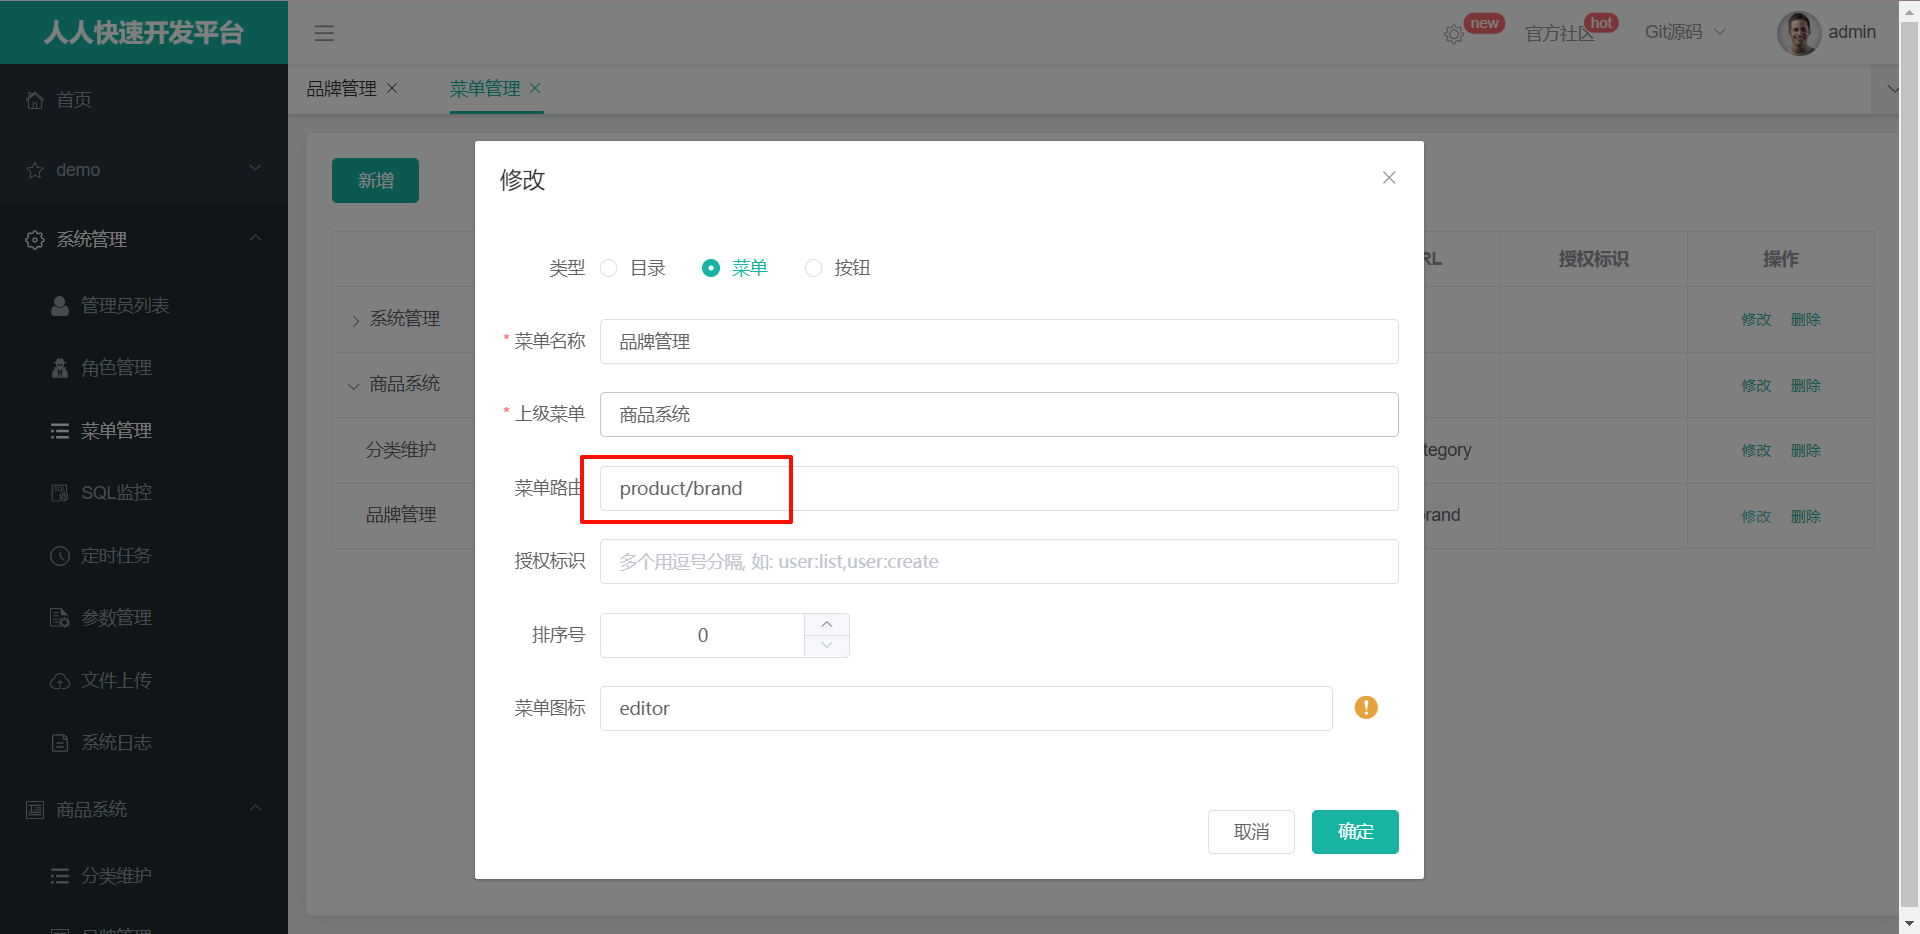 人人快速开发平台
new
官方社区
hot
Git源码
admin
首页
demo
系统管理
管理员列表
角色管理
菜单管理
SQL监控
定时任务
参数管理
文件上传
系统日志
商品系统
分类维护
品牌管理
品牌管理
菜单管理
新增
RL
授权标识
操作
系统管理
修改 删除
商品系统
修改 删除
分类维护
tegory
修改 删除
品牌管理
rand
修改 删除
修改
类型 目录 菜单 按钮
* 菜单名称 品牌管理
* 上级菜单 商品系统
菜单路由 product/brand
授权标识 多个用逗号分隔, 如: user:list,user:create
排序号 0
菜单图标 editor
取消 确定